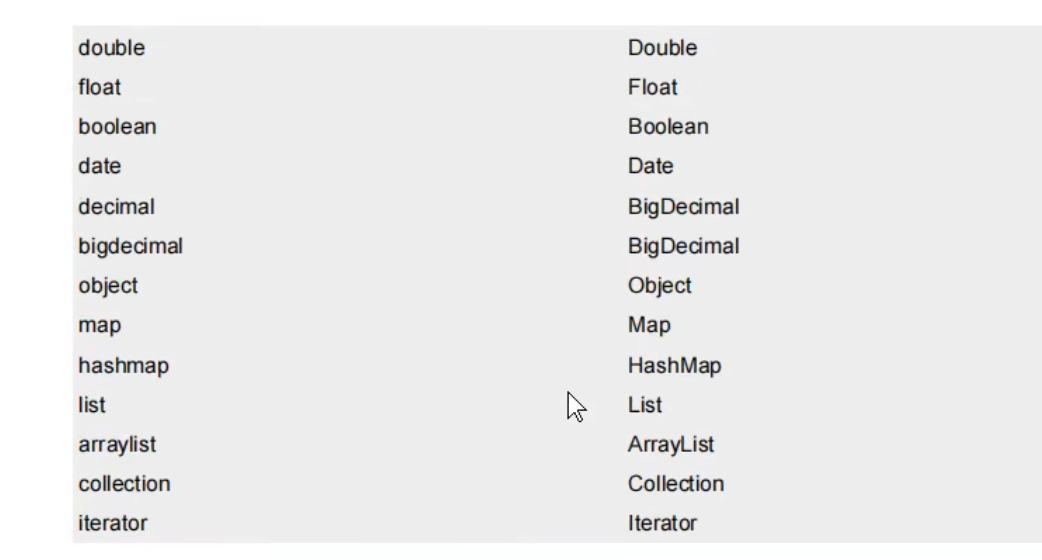 double Double
float Float
boolean Boolean
date Date
decimal BigDecimal
bigdecimal BigDecimal
object Object
map Map
hashmap HashMap
list List
arraylist ArrayList
collection Collection
iterator Iterator